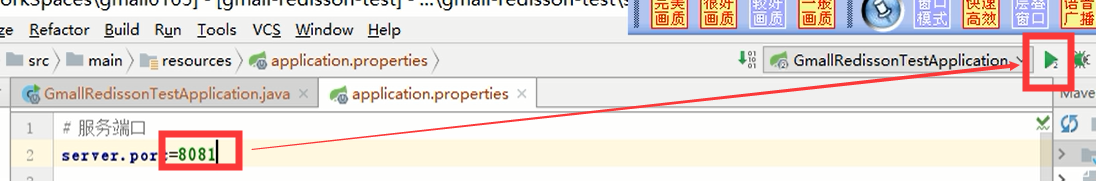 orkSpaces\gmall0105] - [gmall-redisson-test] - ...\gmall-redisson-test\s
ze Refactor Build Run Tools VCS Window Help
完美画质
很好画质
较好画质
一般画质
窗口模式
快速高效
层叠窗口
语音广播
src main resources application.properties
GmallRedissonTestApplication
GmallRedissonTestApplication.java × application.properties ×
Mave
1 # 服务端口
2 server.port=8081